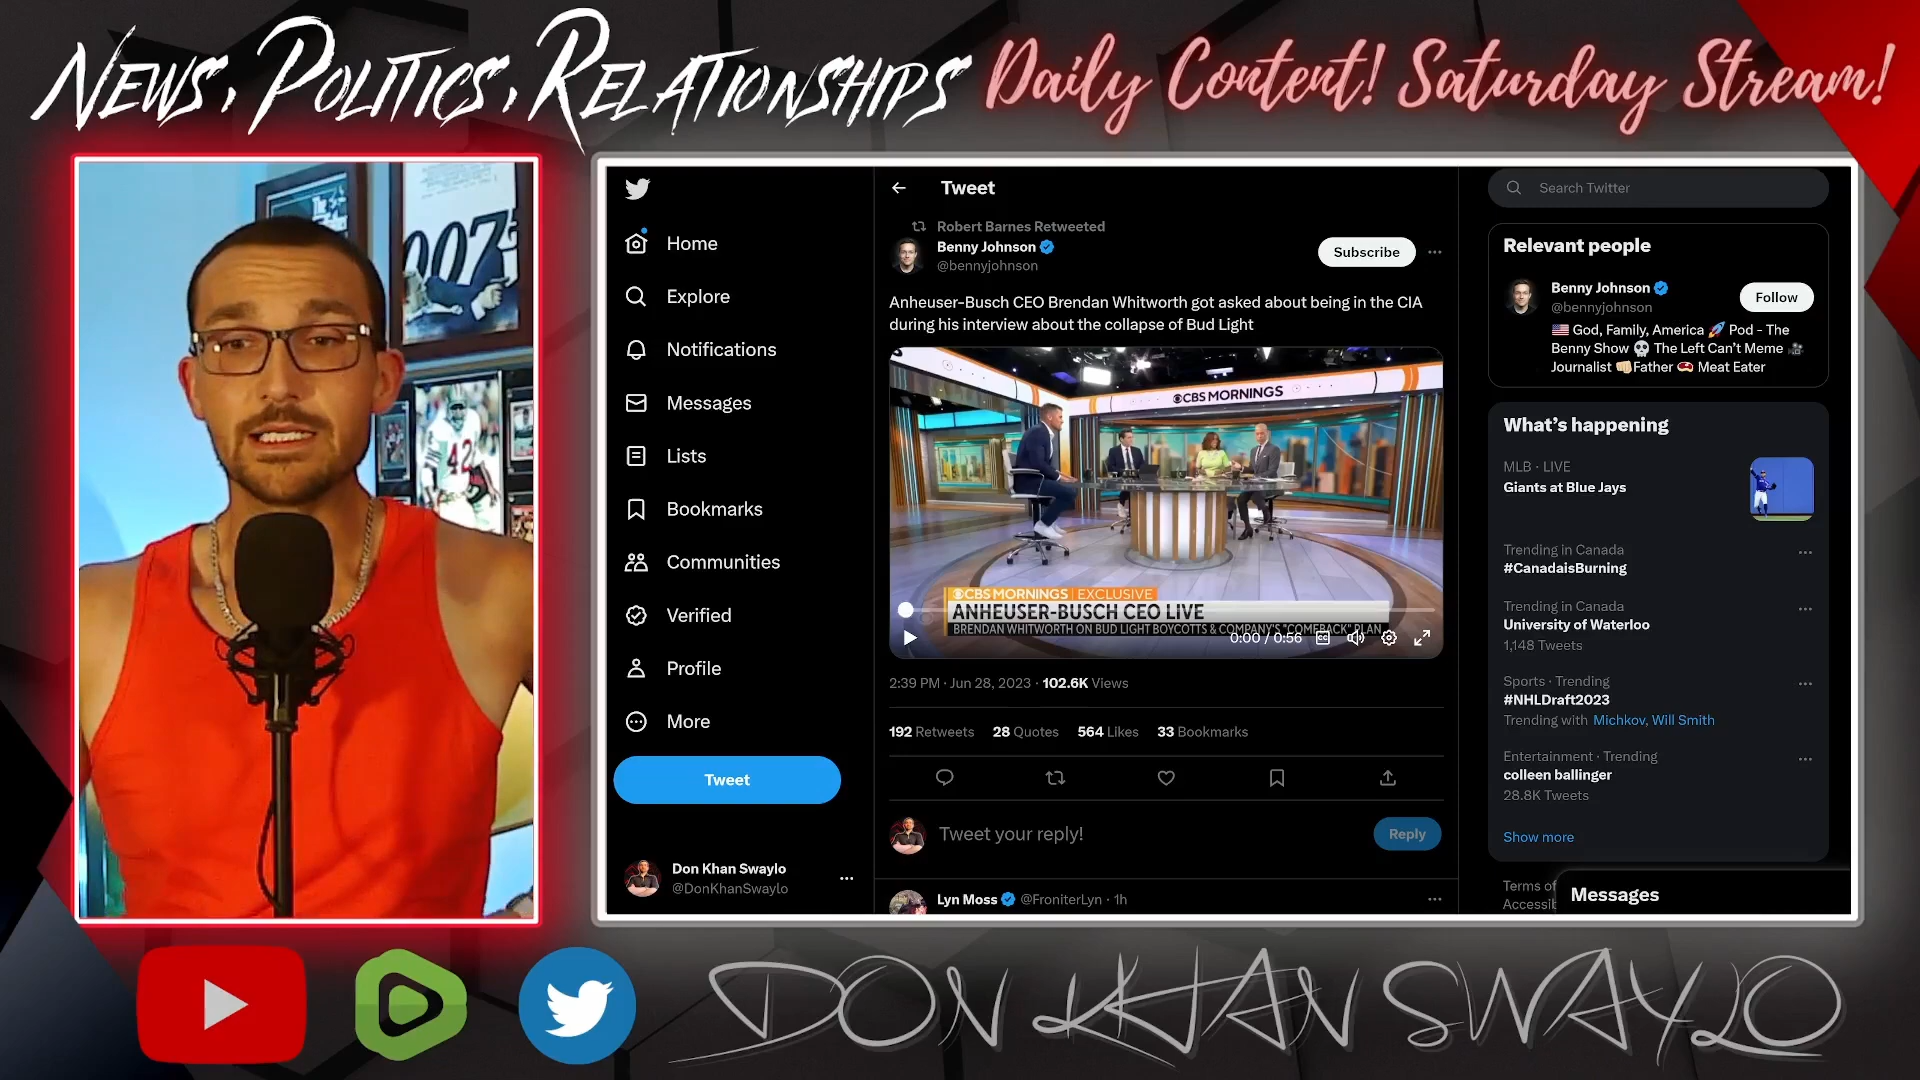 NEWS, POLITICS, RELATIONSHIPS
Daily Content! Saturday Stream!
007
42
Home
Explore
Notifications
Messages
Lists
Bookmarks
Communities
Verified
Profile
More
Tweet
Don Khan Swaylo
@DonKhanSwaylo
Tweet
Robert Barnes Retweeted
Benny Johnson
@bennyjohnson
Subscribe
Anheuser-Busch CEO Brendan Whitworth got asked about being in the CIA
during his interview about the collapse of Bud Light
CBS MORNINGS
CBS MORNINGS | EXCLUSIVE
ANHEUSER-BUSCH CEO LIVE
BRENDAN WHITWORTH ON BUD LIGHT BOYCOTTS & COMPANY'S "COMEBACK" PLAN
0:00 / 0:56
CC
2:39 PM · Jun 28, 2023 · 102.6K Views
192 Retweets 28 Quotes 564 Likes 33 Bookmarks
Tweet your reply!
Reply
Lyn Moss @FroniterLyn · 1h
Search Twitter
Relevant people
Benny Johnson
@bennyjohnson
Follow
🇺🇸 God, Family, America 🚀 Pod - The
Benny Show 💀 The Left Can't Meme 🎥
Journalist 👊🏼Father 🥩 Meat Eater
What's happening
MLB · LIVE
Giants at Blue Jays
Trending in Canada
#CanadaisBurning
Trending in Canada
University of Waterloo
1,148 Tweets
Sports · Trending
#NHLDraft2023
Trending with Michkov, Will Smith
Entertainment · Trending
colleen ballinger
28.8K Tweets
Show more
Terms of
Messages
DON KHAN SWAYLO